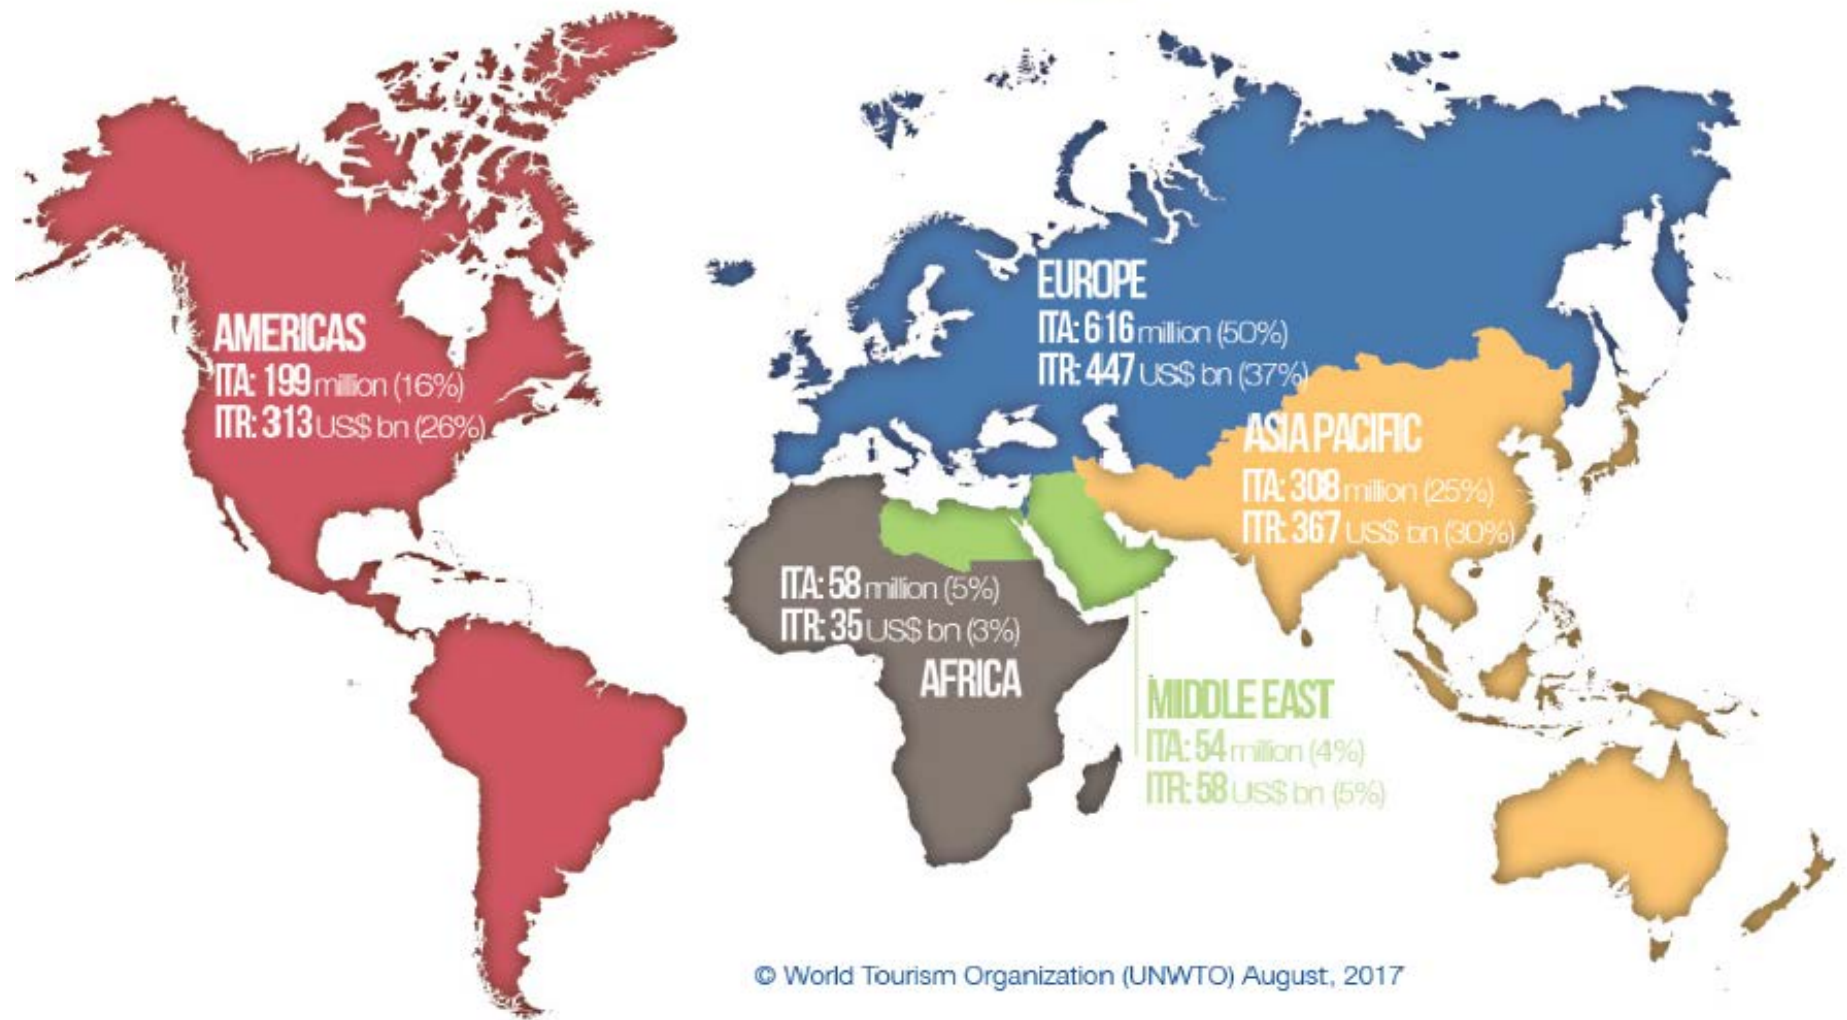 AMERICAS
ITA: 199 million (16%)
ITR: 313 US$ bn (26%)
EUROPE
ITA: 616 million (50%)
ITR: 447 US$ bn (37%)
ASIA PACIFIC
ITA: 308 million (25%)
ITR: 367 US$ bn (30%)
ITA: 58 million (5%)
ITR: 35 US$ bn (3%)
AFRICA
MIDDLE EAST
ITA: 54 million (4%)
ITR: 58 US$ bn (5%)
© World Tourism Organization (UNWTO) August, 2017